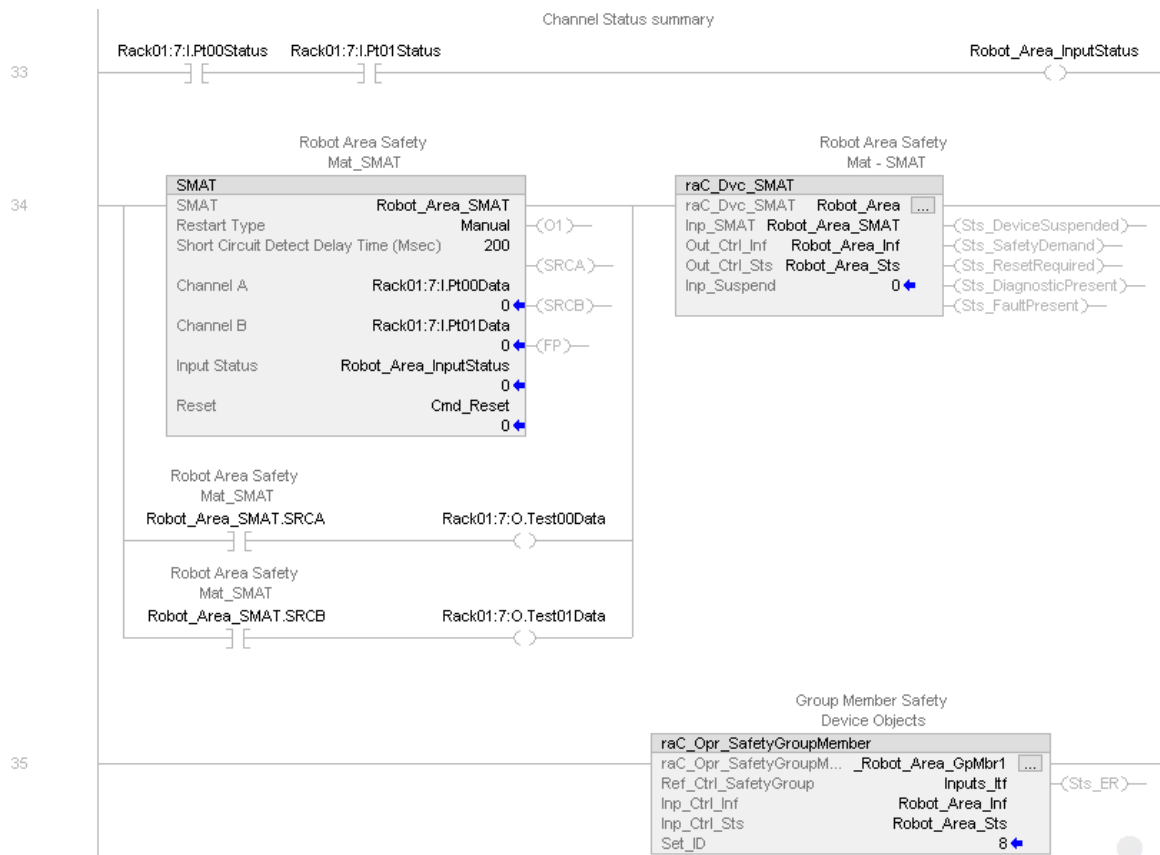 Channel Status summary
Rack01:7:I.Pt00Status Rack01:7:I.Pt01Status Robot_Area_InputStatus
33
Robot Area Safety
Mat_SMAT
Robot Area Safety
Mat - SMAT
34
SMAT
SMAT Robot_Area_SMAT
Restart Type Manual (O1)
Short Circuit Detect Delay Time (Msec) 200
(SRCA)
Channel A Rack01:7:I.Pt00Data
0 (SRCB)
Channel B Rack01:7:I.Pt01Data
0 (FP)
Input Status Robot_Area_InputStatus
0
Reset Cmd_Reset
0
raC_Dvc_SMAT
raC_Dvc_SMAT Robot_Area ...
Inp_SMAT Robot_Area_SMAT (Sts_DeviceSuspended)
Out_Ctrl_Inf Robot_Area_Inf (Sts_SafetyDemand)
Out_Ctrl_Sts Robot_Area_Sts (Sts_ResetRequired)
Inp_Suspend 0 (Sts_DiagnosticPresent)
(Sts_FaultPresent)
Robot Area Safety
Mat_SMAT
Robot_Area_SMAT.SRCA Rack01:7:O.Test00Data
Robot Area Safety
Mat_SMAT
Robot_Area_SMAT.SRCB Rack01:7:O.Test01Data
Group Member Safety
Device Objects
35
raC_Opr_SafetyGroupMember
raC_Opr_SafetyGroupM... _Robot_Area_GpMbr1 ...
Ref_Ctrl_SafetyGroup Inputs_Itf (Sts_ER)
Inp_Ctrl_Inf Robot_Area_Inf
Inp_Ctrl_Sts Robot_Area_Sts
Set_ID 8